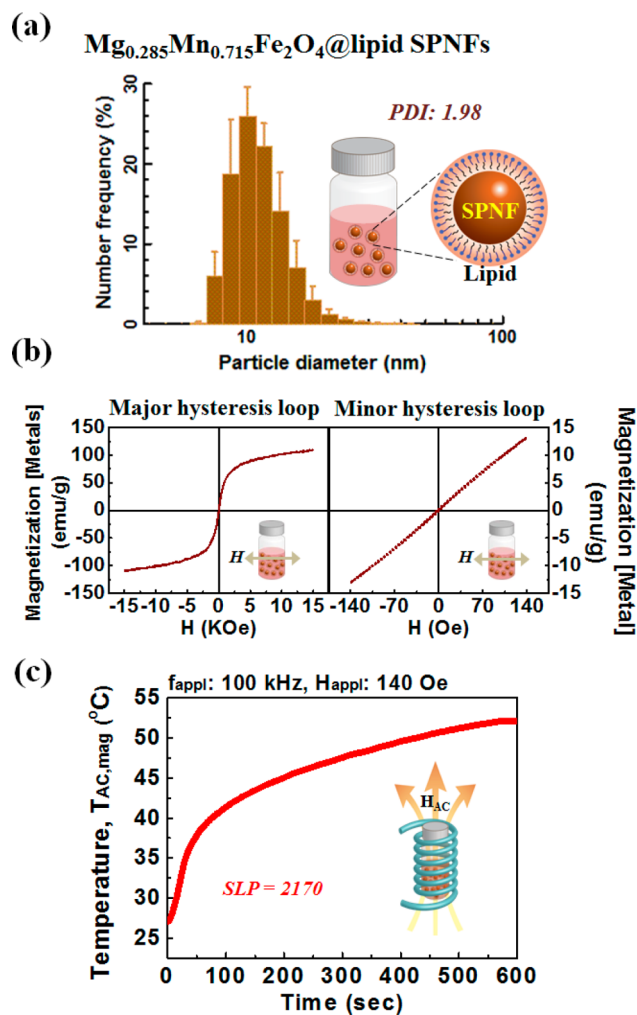 (a)
Mg0.285Mn0.715Fe2O4@lipid SPNFs
PDI: 1.98
SPNF
Lipid
Number frequency (%)
30
20
10
0
10
100
Particle diameter (nm)
(b)
Major hysteresis loop
Minor hysteresis loop
Magnetization [Metals]
(emu/g)
150
100
50
0
-50
-100
-150
-15
-10
-5
0
5
10
15
H (KOe)
H
H
-140
-70
0
70
140
H (Oe)
15
10
5
0
-5
-10
-15
Magnetization [Metal]
(emu/g)
(c)
fappl: 100 kHz, Happl: 140 Oe
Temperature, TAC,mag (°C)
55
50
45
40
35
30
25
HAC
SLP = 2170
0
100
200
300
400
500
600
Time (sec)